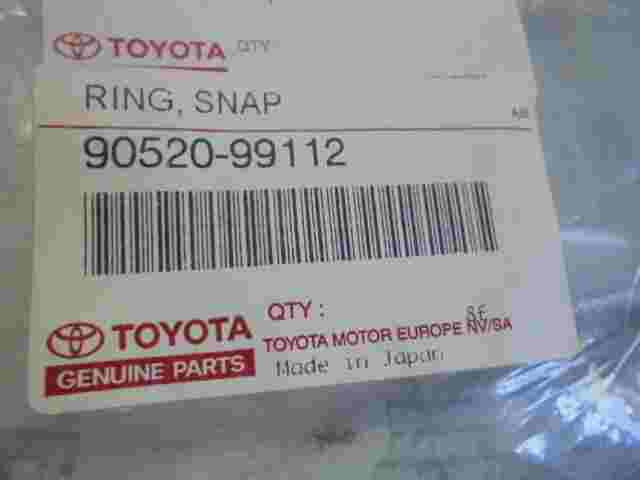 TOYOTA QTY
RING, SNAP
90520-99112
QTY :
TOYOTA
TOYOTA MOTOR EUROPE NV/SA
GENUINE PARTS
Made in Japan